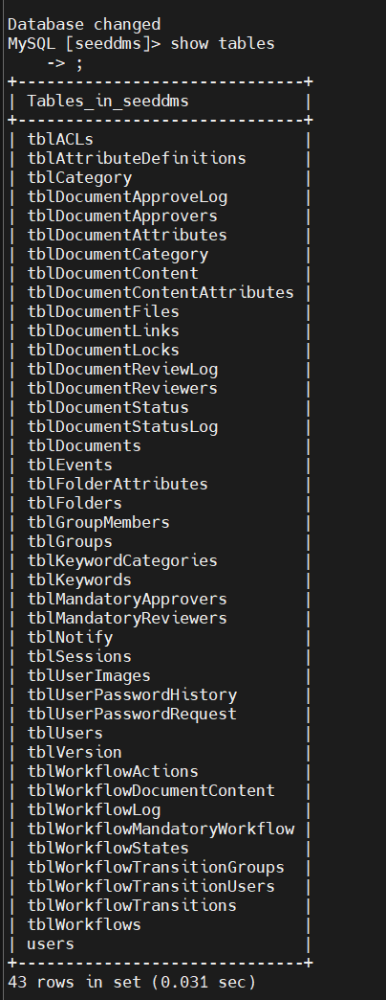 Database changed
MySQL [seeddms]> show tables
    -> ;
+------------------------------+
| Tables_in_seeddms            |
+------------------------------+
| tblACLs                      |
| tblAttributeDefinitions      |
| tblCategory                  |
| tblDocumentApproveLog        |
| tblDocumentApprovers         |
| tblDocumentAttributes        |
| tblDocumentCategory          |
| tblDocumentContent           |
| tblDocumentContentAttributes |
| tblDocumentFiles             |
| tblDocumentLinks             |
| tblDocumentLocks             |
| tblDocumentReviewLog         |
| tblDocumentReviewers         |
| tblDocumentStatus            |
| tblDocumentStatusLog         |
| tblDocuments                 |
| tblEvents                    |
| tblFolderAttributes          |
| tblFolders                   |
| tblGroupMembers              |
| tblGroups                    |
| tblKeywordCategories         |
| tblKeywords                  |
| tblMandatoryApprovers        |
| tblMandatoryReviewers        |
| tblNotify                    |
| tblSessions                  |
| tblUserImages                |
| tblUserPasswordHistory       |
| tblUserPasswordRequest       |
| tblUsers                     |
| tblVersion                   |
| tblWorkflowActions           |
| tblWorkflowDocumentContent   |
| tblWorkflowLog               |
| tblWorkflowMandatoryWorkflow |
| tblWorkflowStates            |
| tblWorkflowTransitionGroups  |
| tblWorkflowTransitionUsers   |
| tblWorkflowTransitions       |
| tblWorkflows                 |
| users                        |
+------------------------------+
43 rows in set (0.031 sec)